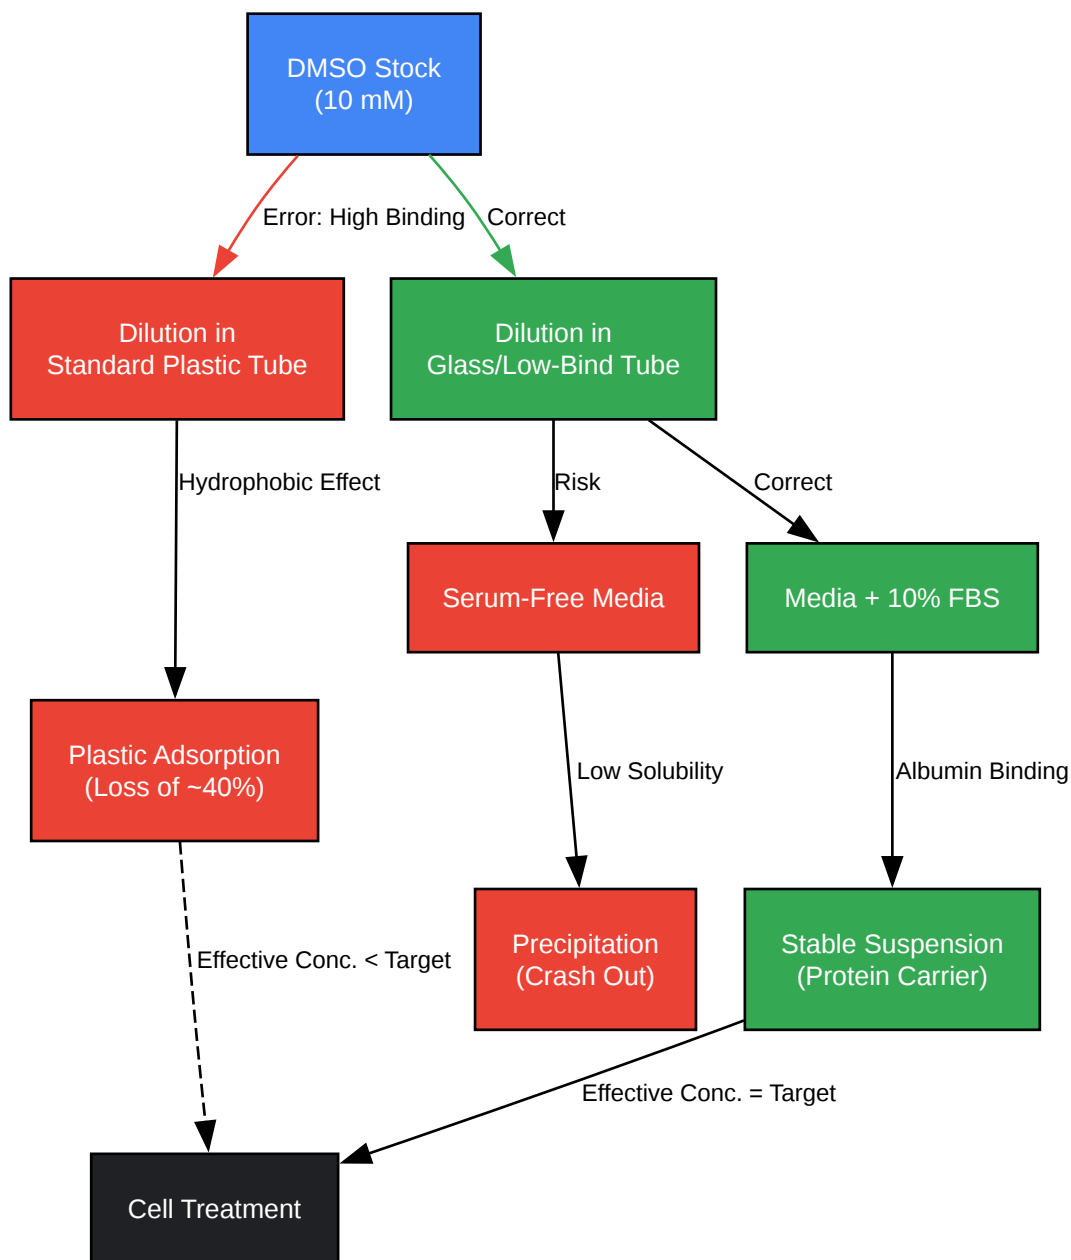 DMSO Stock
(10 mM)
Error: High Binding
Correct
Dilution in
Standard Plastic Tube
Dilution in
Glass/Low-Bind Tube
Hydrophobic Effect
Risk
Correct
Serum-Free Media
Media + 10% FBS
Plastic Adsorption
(Loss of ~40%)
Low Solubility
Albumin Binding
Precipitation
(Crash Out)
Stable Suspension
(Protein Carrier)
Effective Conc. < Target
Effective Conc. = Target
Cell Treatment